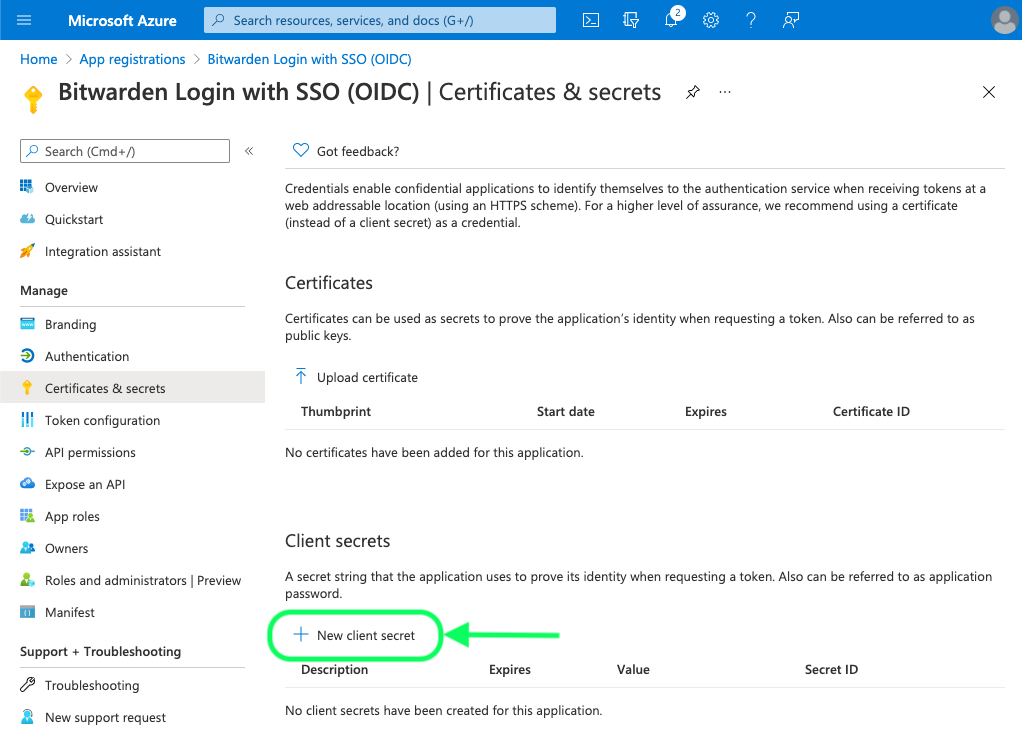 Microsoft Azure
Search resources, services, and docs (G+/)
2
Home > App registrations > Bitwarden Login with SSO (OIDC)
Bitwarden Login with SSO (OIDC) | Certificates & secrets
Search (Cmd+/)
Overview
Quickstart
Integration assistant
Manage
Branding
Authentication
Certificates & secrets
Token configuration
API permissions
Expose an API
App roles
Owners
Roles and administrators | Preview
Manifest
Support + Troubleshooting
Troubleshooting
New support request
Got feedback?
Credentials enable confidential applications to identify themselves to the authentication service when receiving tokens at a
web addressable location (using an HTTPS scheme). For a higher level of assurance, we recommend using a certificate
(instead of a client secret) as a credential.
Certificates
Certificates can be used as secrets to prove the application's identity when requesting a token. Also can be referred to as
public keys.
Upload certificate
Thumbprint Start date Expires Certificate ID
No certificates have been added for this application.
Client secrets
A secret string that the application uses to prove its identity when requesting a token. Also can be referred to as application
password.
New client secret
Description Expires Value Secret ID
No client secrets have been created for this application.